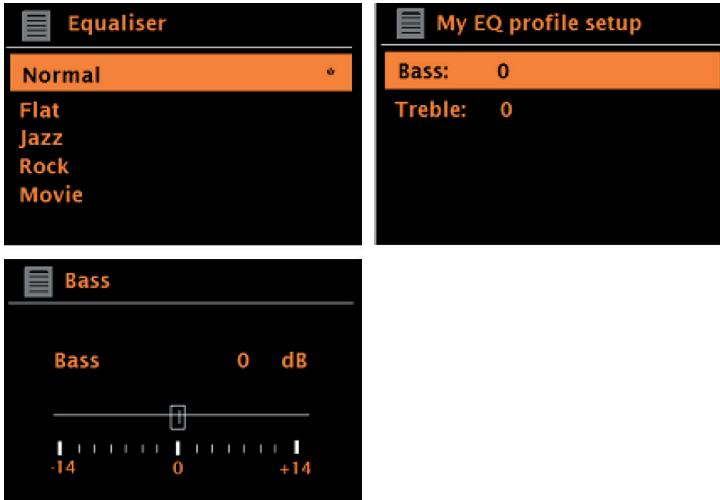 Equaliser
Normal *
Flat
Jazz
Rock
Movie
My EQ profile setup
Bass: 0
Treble: 0
Bass
Bass 0 dB
-14 0 +14